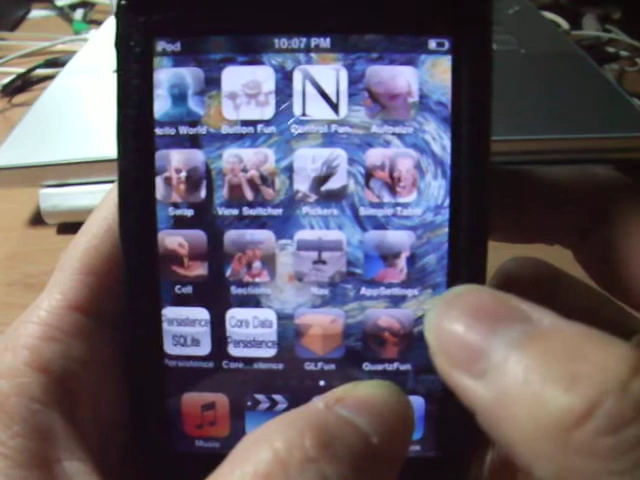 iPod 10:07 PM
Hello World Button Fun Control Fun Autosize
Swap View Switcher Pickers Simple Table
Cell Nav AppSettings
Persistence
SQLite
Core Data
Persistence
GLFun QuartzFun
Music